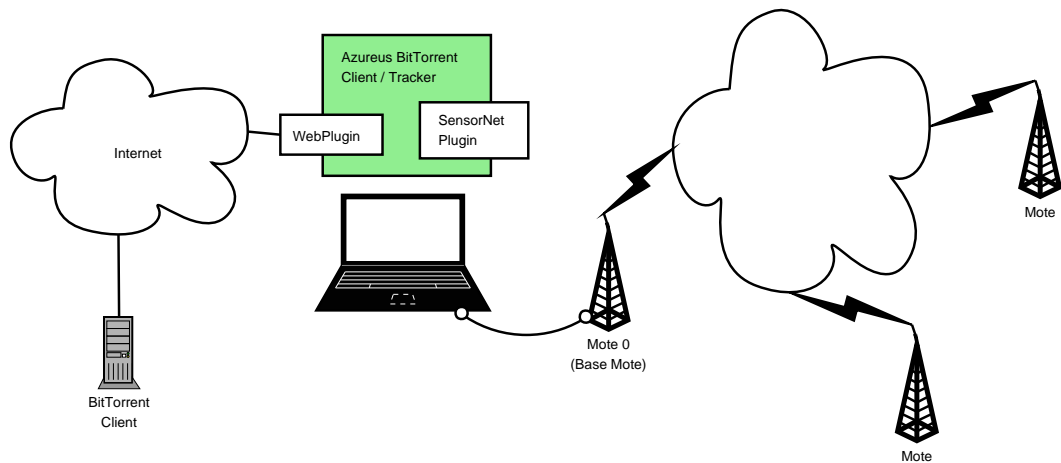 Azureus BitTorrent
Client / Tracker
WebPlugin
SensorNet
Plugin
Internet
Mote
Mote 0
(Base Mote)
BitTorrent
Client
Mote